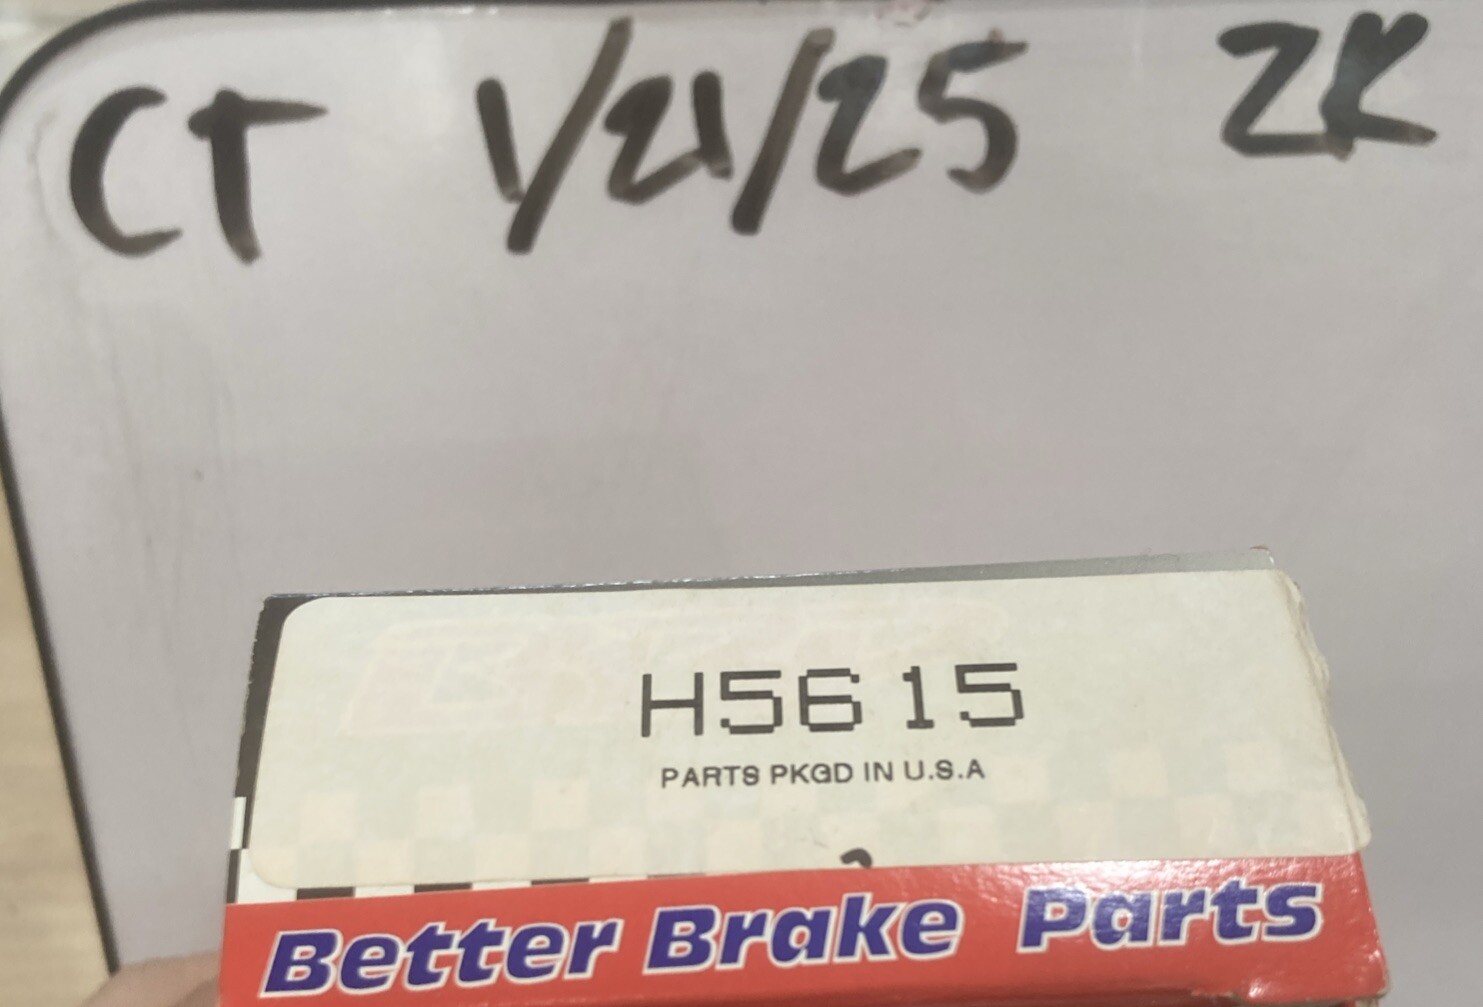 CT 1/21/25 ZK
H5615
PARTS PKGD IN U.S.A
Better Brake Parts